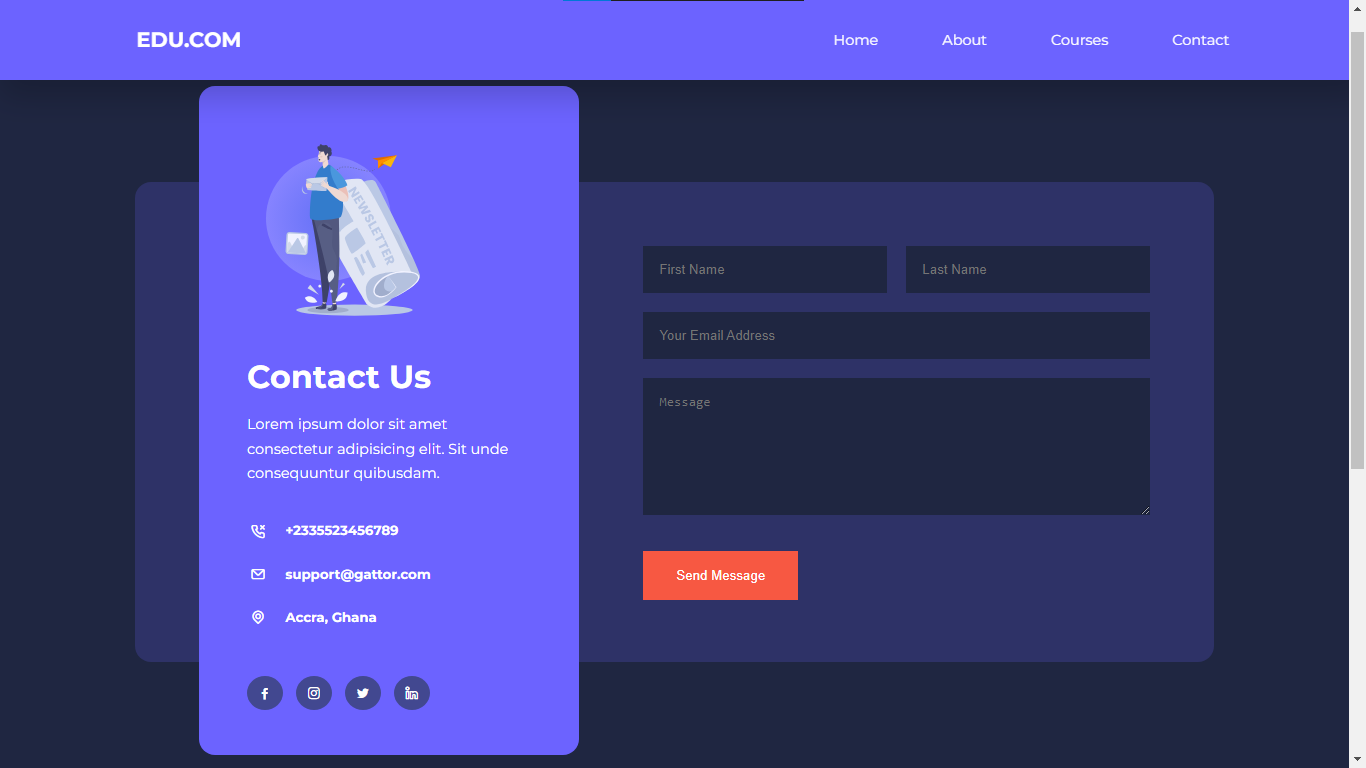 EDU.COM
Home
About
Courses
Contact
NEWSLETTER
Contact Us
Lorem ipsum dolor sit amet
consectetur adipisicing elit. Sit unde
consequuntur quibusdam.
+2335523456789
support@gattor.com
Accra, Ghana
First Name
Last Name
Your Email Address
Message
Send Message